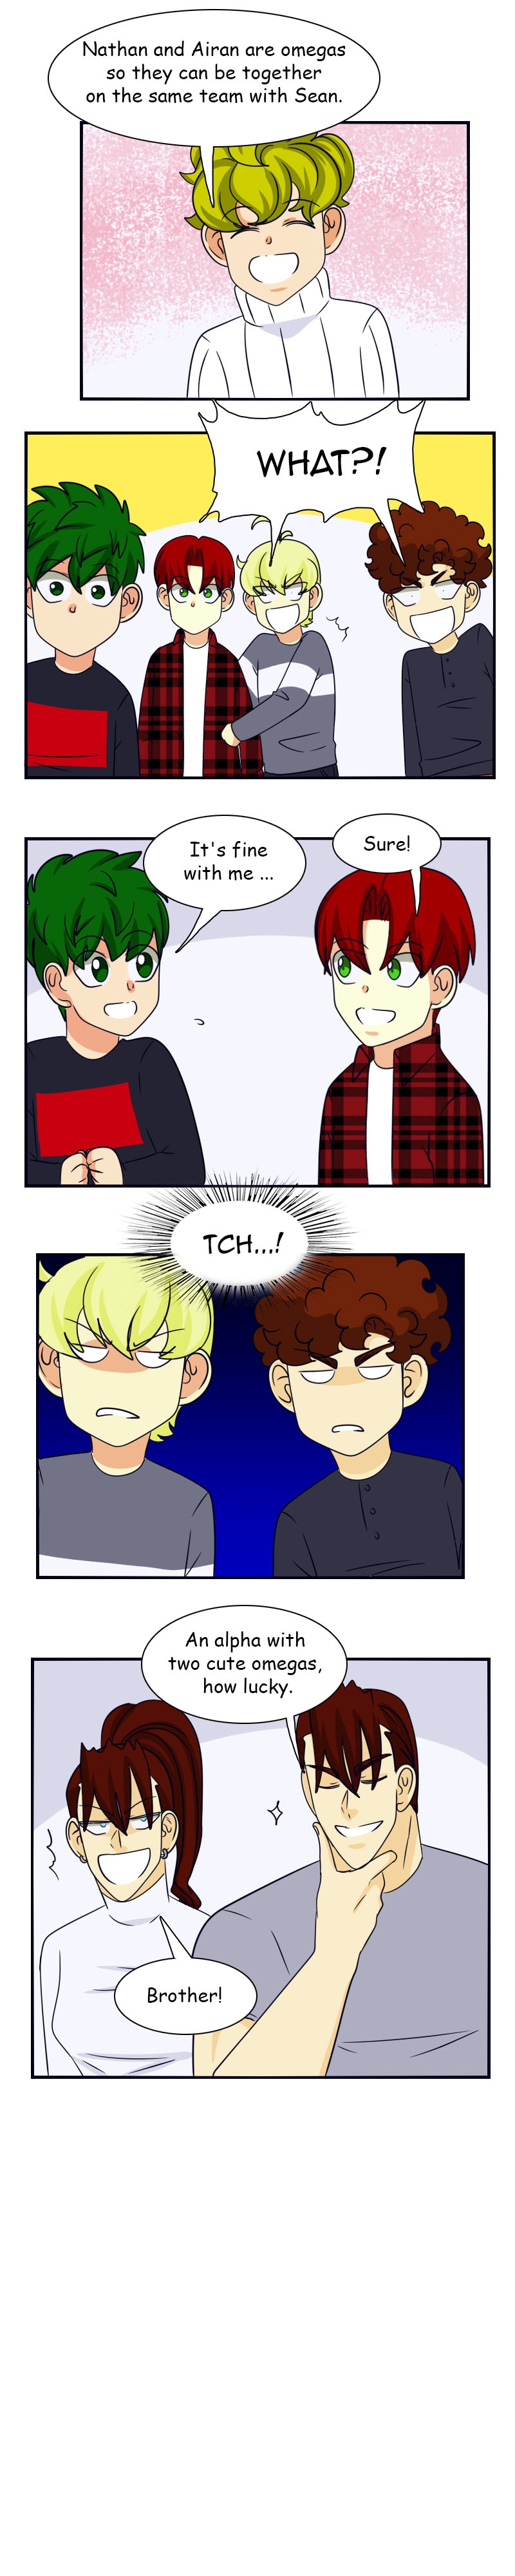 Nathan and Airan are omegas
so they can be together
on the same team with Sean.
WHAT?!
It's fine
with me ...
Sure!
TCH...!
An alpha with
two cute omegas,
how lucky.
Brother!